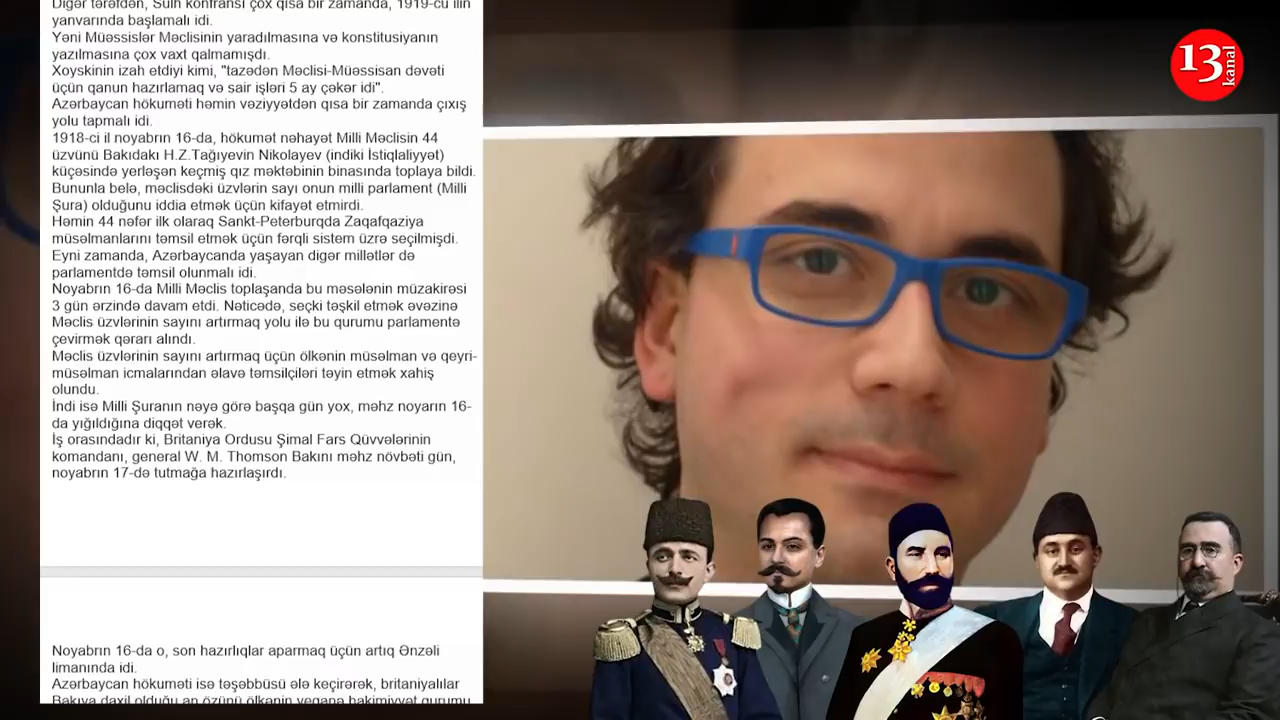 Digər tərəfdən, Sülh konfransı çox qısa bir zamanda, 1919-cu ilin
yanvarında başlamalı idi.
Yəni Müəssislər Məclisinin yaradılmasına və konstitusiyanın
yazılmasına çox vaxt qalmamışdı.
Xoyskinin izah etdiyi kimi, "tazədən Məclisi-Müəssisan dəvəti
üçün qanun hazırlamaq və sair işləri 5 ay çəkər idi".
Azərbaycan hökuməti həmin vəziyyətdən qısa bir zamanda çıxış
yolu tapmalı idi.
1918-ci il noyabrın 16-da, hökumət nəhayət Milli Məclisin 44
üzvünü Bakıdakı H.Z.Tağıyevin Nikolayev (indiki İstiqlaliyyət)
küçəsində yerləşən keçmiş qız məktəbinin binasında toplaya bildi.
Bununla belə, məclisdəki üzvlərin sayı onun milli parlament (Milli
Şura) olduğunu iddia etmək üçün kifayət etmirdi.
Həmin 44 nəfər ilk olaraq Sankt-Peterburqda Zaqafqaziya
müsəlmanlarını təmsil etmək üçün fərqli sistem üzrə seçilmişdi.
Eyni zamanda, Azərbaycanda yaşayan digər millətlər də
parlamentdə təmsil olunmalı idi.
Noyabrın 16-da Milli Məclis toplaşanda bu məsələnin müzakirəsi
3 gün ərzində davam etdi. Nəticədə, seçki təşkil etmək əvəzinə
Məclis üzvlərinin sayını artırmaq yolu ilə bu qurumu parlamentə
çevirmək qərarı alındı.
Məclis üzvlərinin sayını artırmaq üçün ölkənin müsəlman və qeyri-
müsəlman icmalarından əlavə təmsilçiləri təyin etmək xahiş
olundu.
İndi isə Milli Şuranın nəyə görə başqa gün yox, məhz noyarın 16-
da yığıldığına diqqət verək.
İş orasındadır ki, Britaniya Ordusu Şimal Fars Qüvvələrinin
komandanı, general W. M. Thomson Bakını məhz növbəti gün,
noyabrın 17-də tutmağa hazırlaşırdı.
Noyabrın 16-da o, son hazırlıqlar aparmaq üçün artıq Ənzəli
limanında idi.
Azərbaycan hökuməti isə təşəbbüsü ələ keçirərək, britaniyalılar
Bakıya daxil olduğu an özünü ölkənin yeganə hakimiyyət qurumu
13
kanal